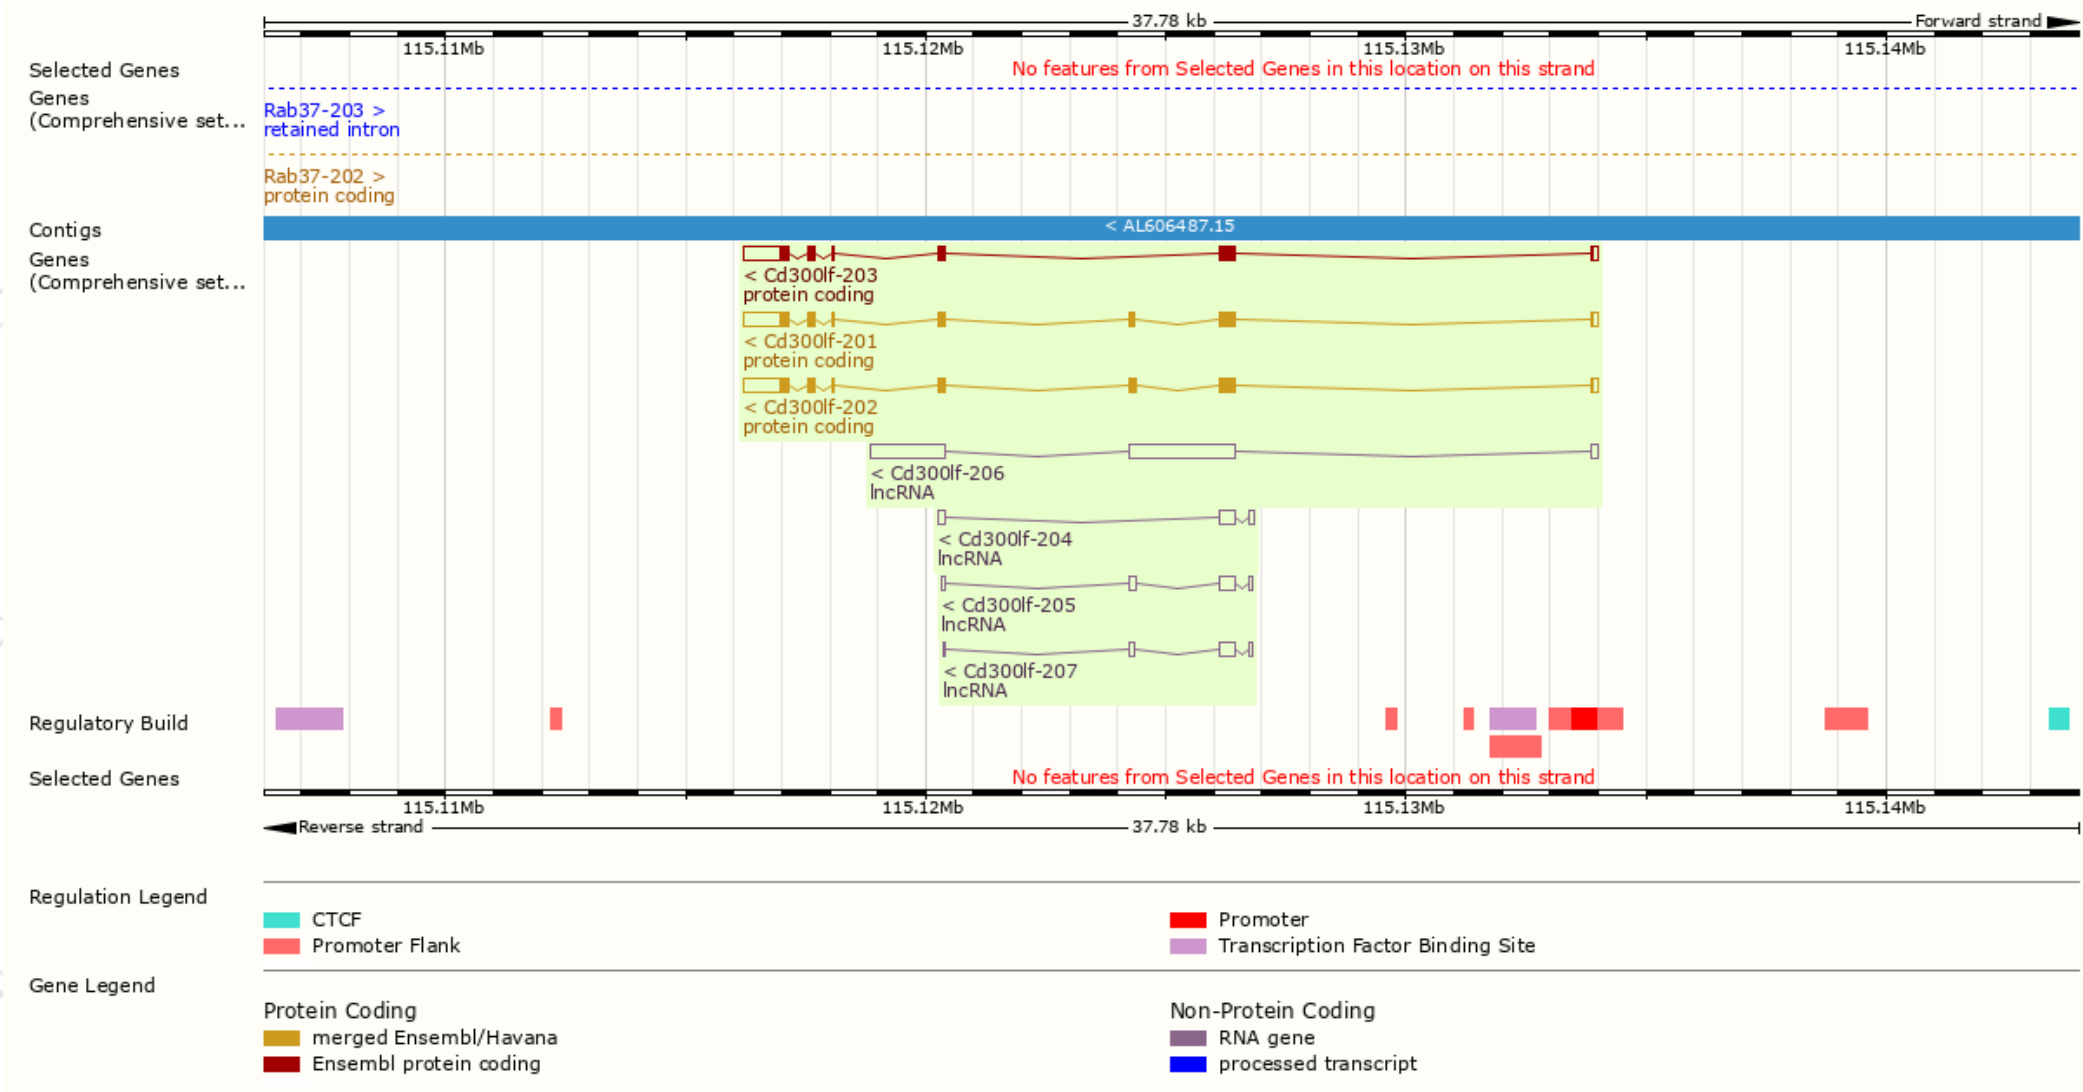 37.78 kb Forward strand
115.11Mb 115.12Mb 115.13Mb 115.14Mb
Selected Genes No features from Selected Genes in this location on this strand
Genes
(Comprehensive set...
Rab37-203 >
retained intron
Rab37-202 >
protein coding
Contigs < AL606487.15
Genes
(Comprehensive set...
< Cd300lf-203
protein coding
< Cd300lf-201
protein coding
< Cd300lf-202
protein coding
< Cd300lf-206
lncRNA
< Cd300lf-204
lncRNA
< Cd300lf-205
lncRNA
< Cd300lf-207
lncRNA
Regulatory Build
Selected Genes No features from Selected Genes in this location on this strand
115.11Mb 115.12Mb 115.13Mb 115.14Mb
Reverse strand 37.78 kb
Regulation Legend
CTCF Promoter
Promoter Flank Transcription Factor Binding Site
Gene Legend
Protein Coding Non-Protein Coding
merged Ensembl/Havana RNA gene
Ensembl protein coding processed transcript